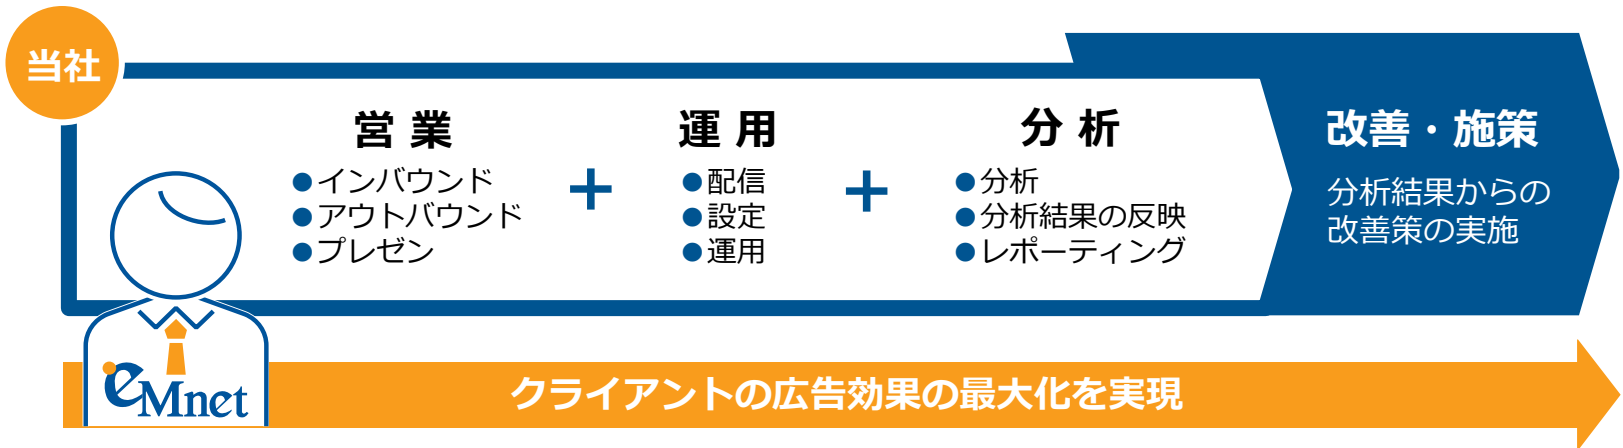 当社
営業
●インバウンド
●アウトバウンド
●プレゼン
+
運用
●配信
●設定
●運用
+
分析
●分析
●分析結果の反映
●レポーティング
改善・施策
分析結果からの
改善策の実施
eMnet
クライアントの広告効果の最大化を実現